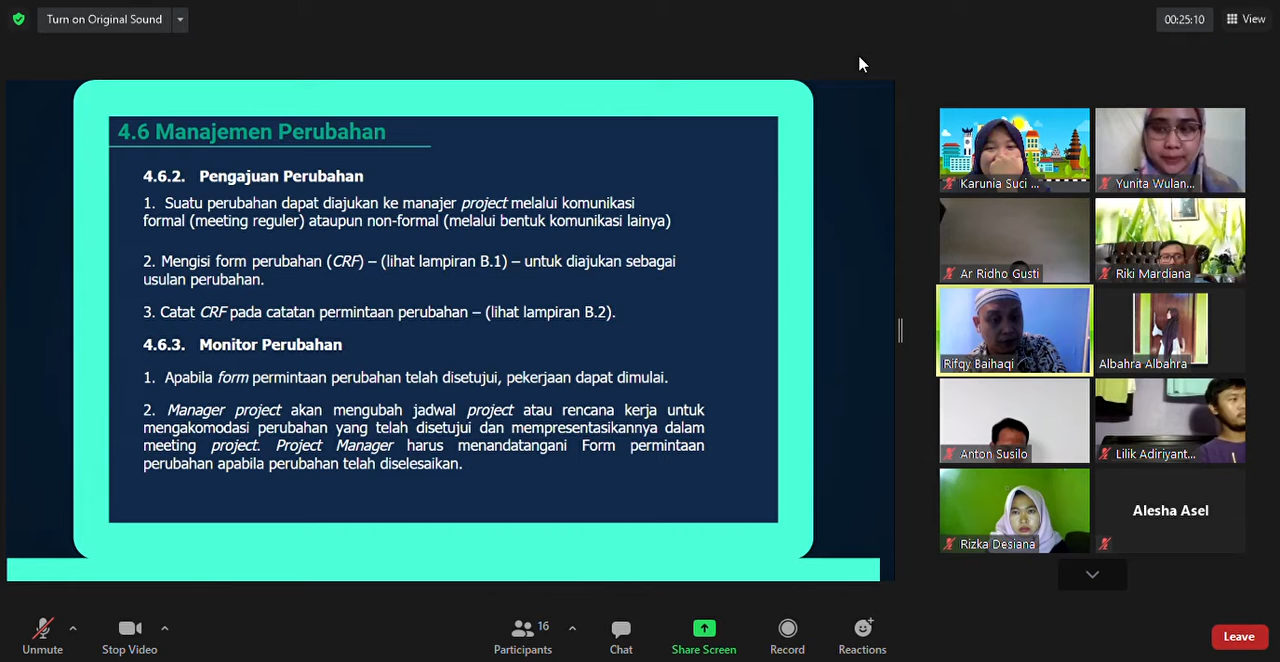 Turn on Original Sound
00:25:10
View
4.6 Manajemen Perubahan
4.6.2. Pengajuan Perubahan
1. Suatu perubahan dapat diajukan ke manajer project melalui komunikasi
formal (meeting reguler) ataupun non-formal (melalui bentuk komunikasi lainya)
2. Mengisi form perubahan (CRF) – (lihat lampiran B.1) – untuk diajukan sebagai
usulan perubahan.
3. Catat CRF pada catatan permintaan perubahan – (lihat lampiran B.2).
4.6.3. Monitor Perubahan
1. Apabila form permintaan perubahan telah disetujui, pekerjaan dapat dimulai.
2. Manager project akan mengubah jadwal project atau rencana kerja untuk
mengakomodasi perubahan yang telah disetujui dan mempresentasikannya dalam
meeting project. Project Manager harus menandatangani Form permintaan
perubahan apabila perubahan telah diselesaikan.
Karunia Suci ...
Yunita Wulan...
Ar Ridho Gusti
Riki Mardiana
Rifqy Baihaqi
Albahra Albahra
Anton Susilo
Lilik Adiriyant...
Rizka Desiana
Alesha Asel
Unmute
Stop Video
16
Participants
Chat
Share Screen
Record
Reactions
Leave